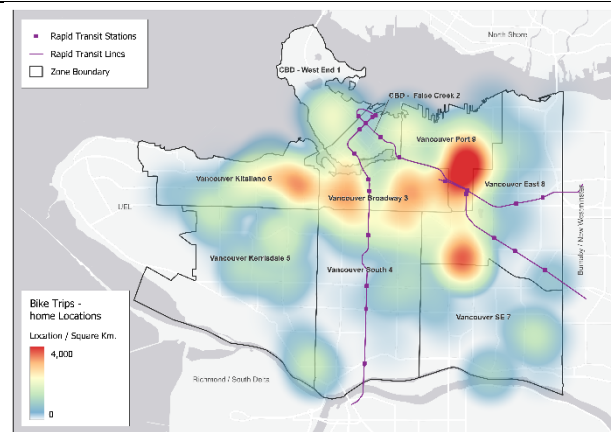 Rapid Transit Stations
Rapid Transit Lines
Zone Boundary
North Shore
CBD - West End 1
CBD - False Creek 2
Vancouver Port 9
Vancouver Kitsilano 6
Vancouver East 8
Vancouver Broadway 3
UEL
Burnaby / New Westminster
Vancouver Kerrisdale 5
Vancouver South 4
Vancouver SE 7
Richmond / South Delta
Bike Trips -
home Locations
Location / Square Km.
4,000
0